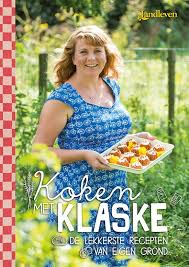 landleven
Koken
MET KLASKE
DE LEKKERSTE RECEPTEN
VAN EIGEN GROND